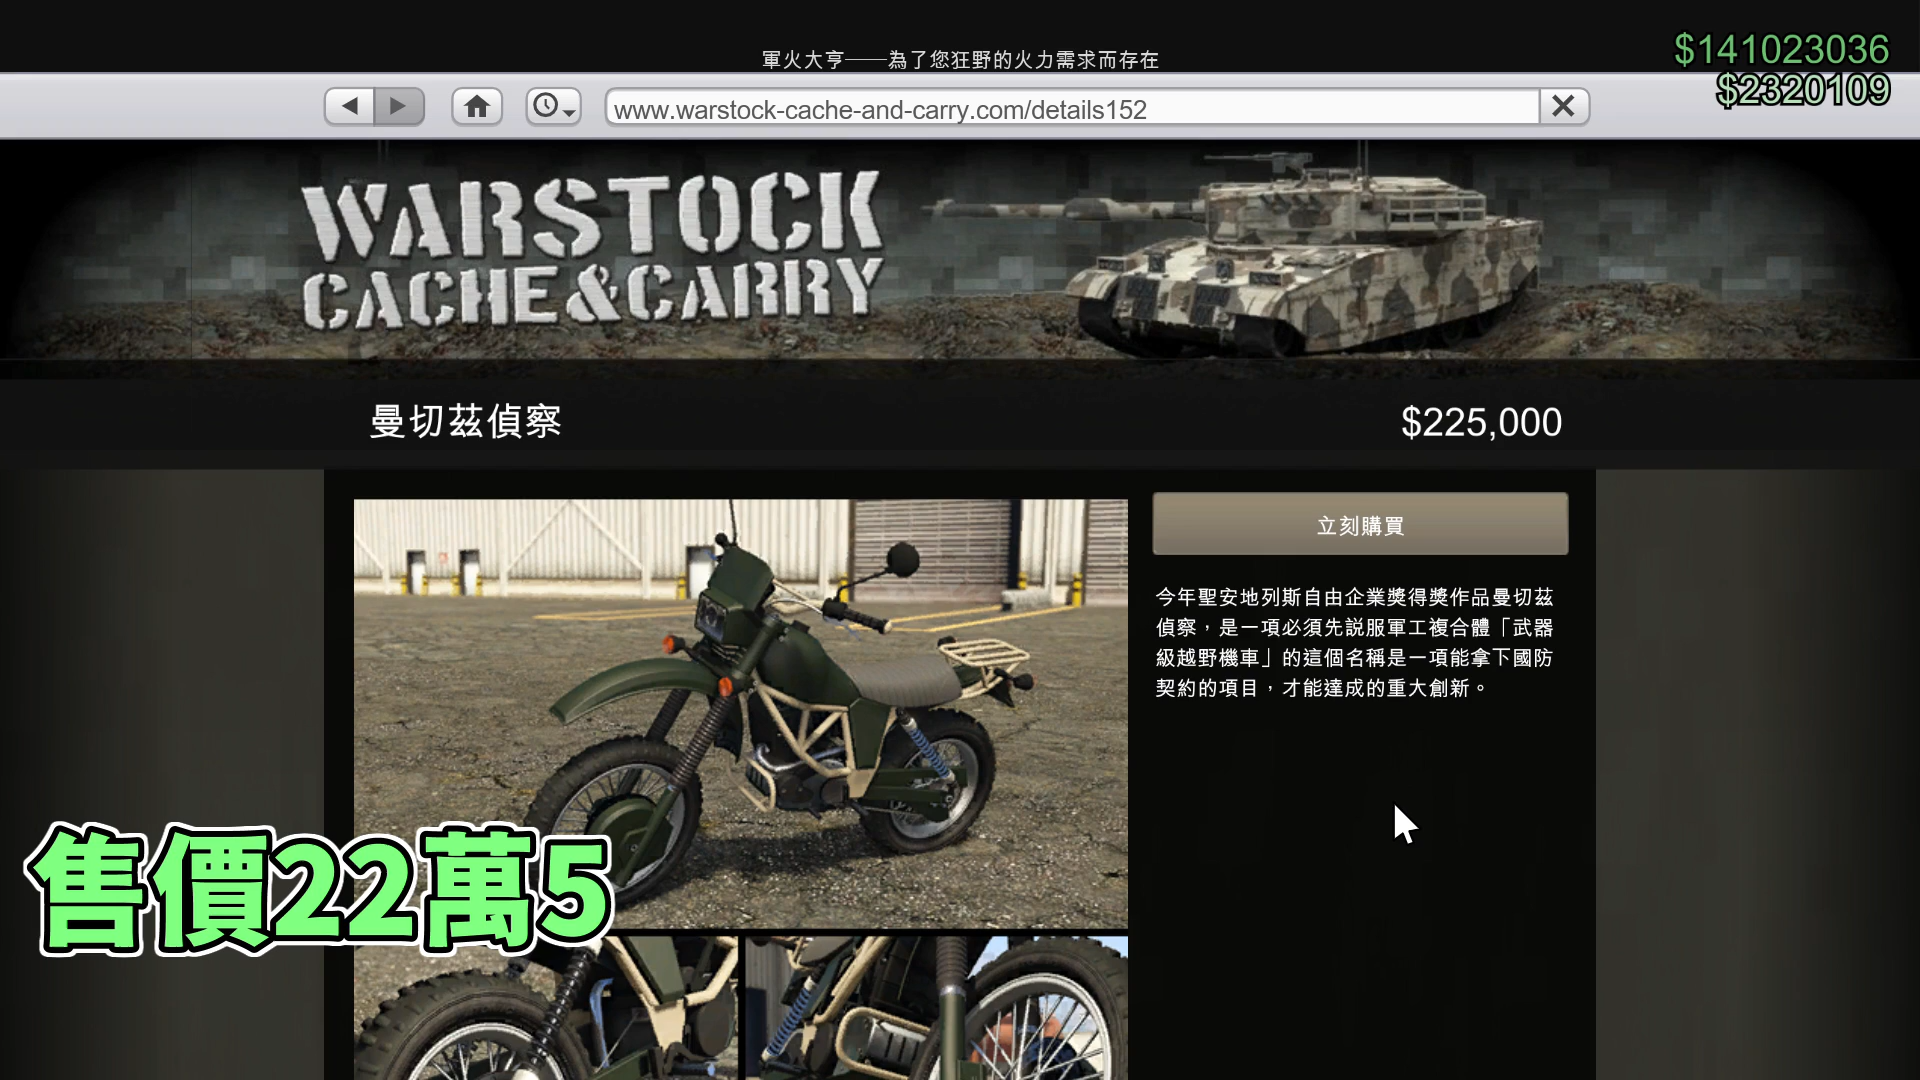 軍火大亨——為了您狂野的火力需求而存在
$141023036
$2320109
www.warstock-cache-and-carry.com/details152
WARSTOCK
CACHE&CARRY
曼切茲偵察
$225,000
立刻購買
今年聖安地列斯自由企業獎得獎作品曼切茲
偵察，是一項必須先説服軍工複合體「武器
級越野機車」的這個名稱是一項能拿下國防
契約的項目，才能達成的重大創新。
售價22萬5